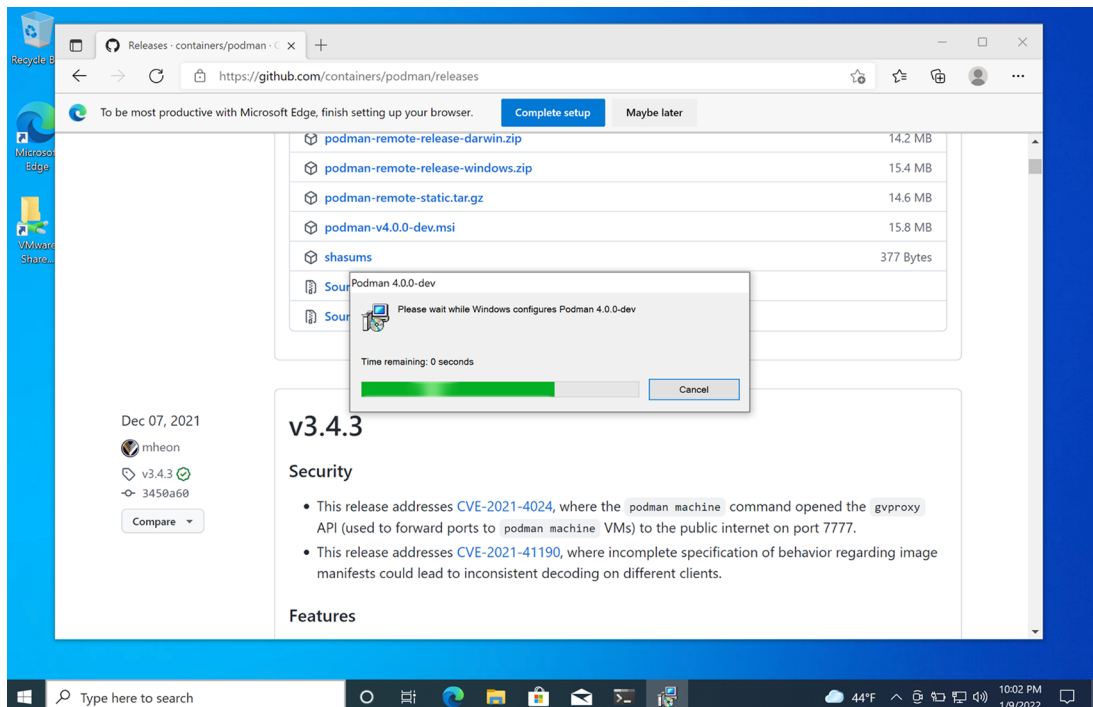 Recycle B
Releases · containers/podman ·
https://github.com/containers/podman/releases
To be most productive with Microsoft Edge, finish setting up your browser.
Complete setup
Maybe later
Microsof
Edge
VMware
Share...
podman-remote-release-darwin.zip 14.2 MB
podman-remote-release-windows.zip 15.4 MB
podman-remote-static.tar.gz 14.6 MB
podman-v4.0.0-dev.msi 15.8 MB
shasums 377 Bytes
Sour
Sour
Podman 4.0.0-dev
Please wait while Windows configures Podman 4.0.0-dev
Time remaining: 0 seconds
Cancel
Dec 07, 2021
mheon
v3.4.3
3450a60
Compare
v3.4.3
Security
• This release addresses CVE-2021-4024, where the podman machine command opened the gvproxy
API (used to forward ports to podman machine VMs) to the public internet on port 7777.
• This release addresses CVE-2021-41190, where incomplete specification of behavior regarding image
manifests could lead to inconsistent decoding on different clients.
Features
Type here to search
44°F
10:02 PM
1/9/2022